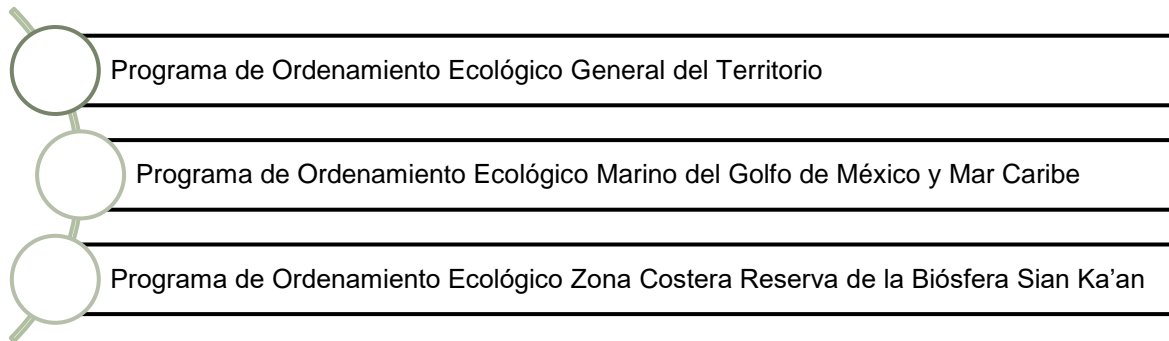 Programa de Ordenamiento Ecológico General del Territorio
Programa de Ordenamiento Ecológico Marino del Golfo de México y Mar Caribe
Programa de Ordenamiento Ecológico Zona Costera Reserva de la Biósfera Sian Ka’an